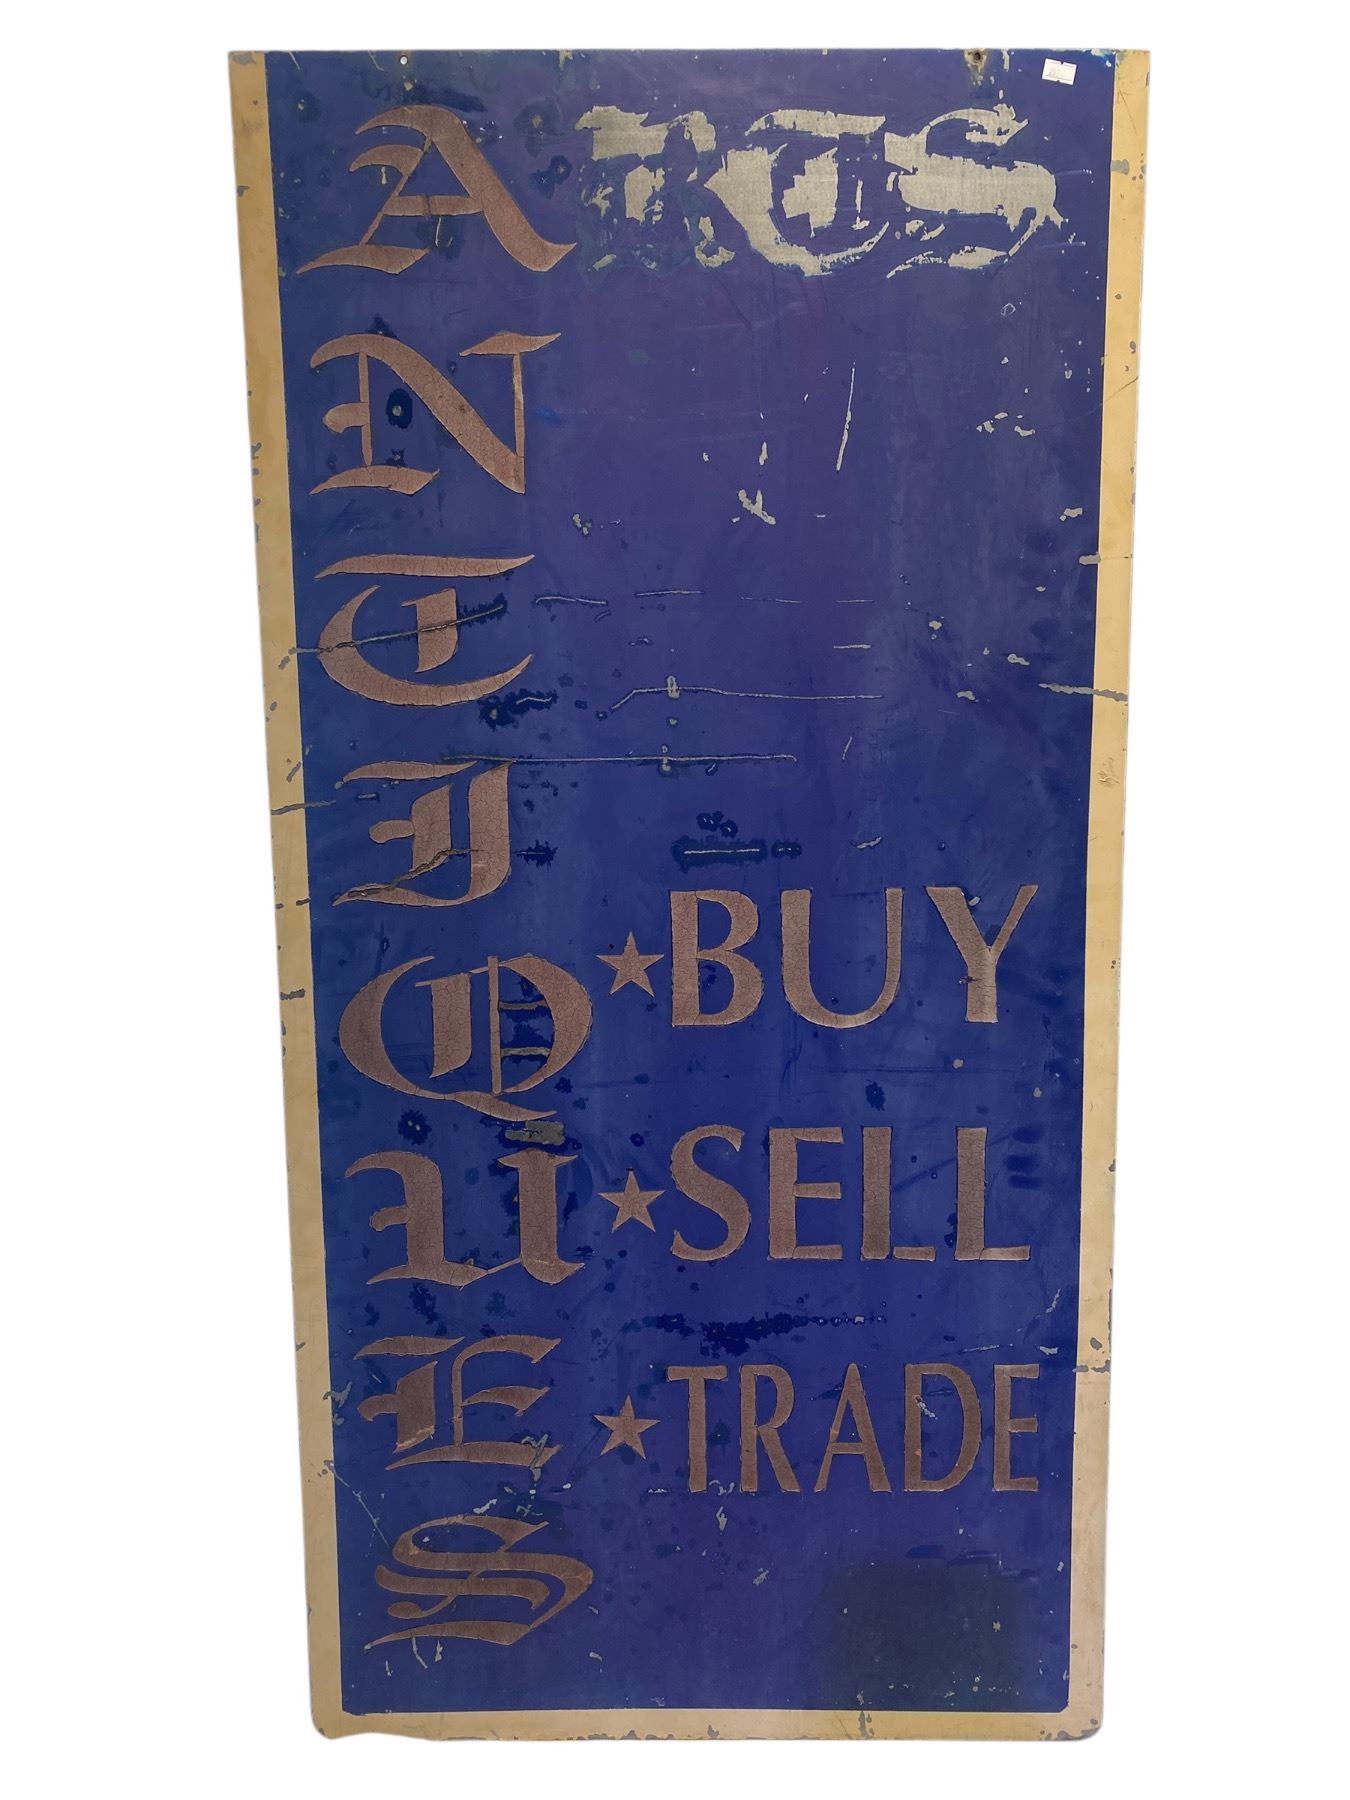 ARTS
ANTIQUES
★ BUY
★ SELL
★ TRADE